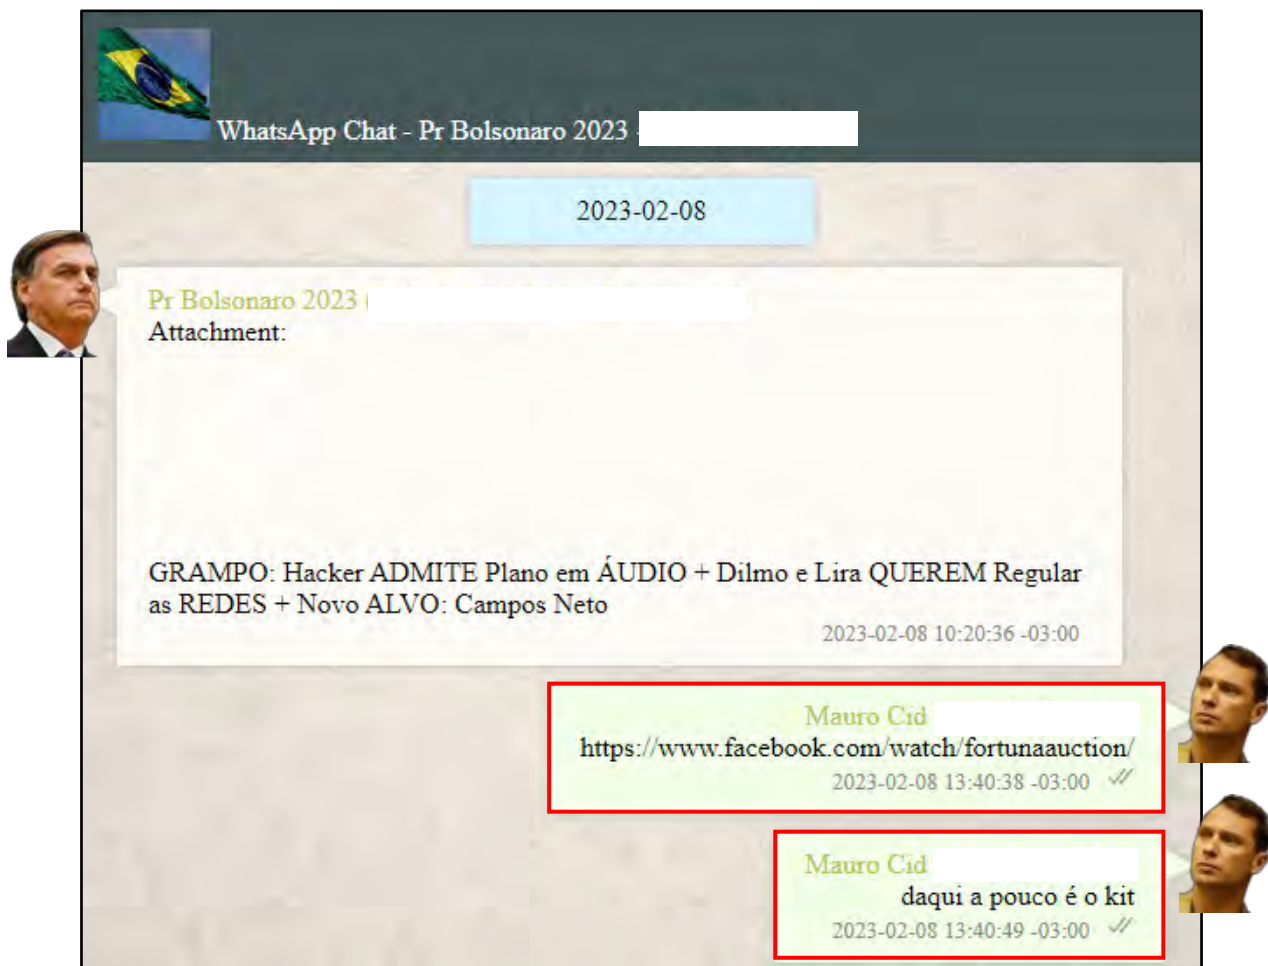 WhatsApp Chat - Pr Bolsonaro 2023 -
2023-02-08
Pr Bolsonaro 2023 (
Attachment:
GRAMPO: Hacker ADMITE Plano em ÁUDIO + Dilmo e Lira QUEREM Regular
as REDES + Novo ALVO: Campos Neto
2023-02-08 10:20:36 -03:00
Mauro Cid
https://www.facebook.com/watch/fortunaauction/
2023-02-08 13:40:38 -03:00
Mauro Cid
daqui a pouco é o kit
2023-02-08 13:40:49 -03:00